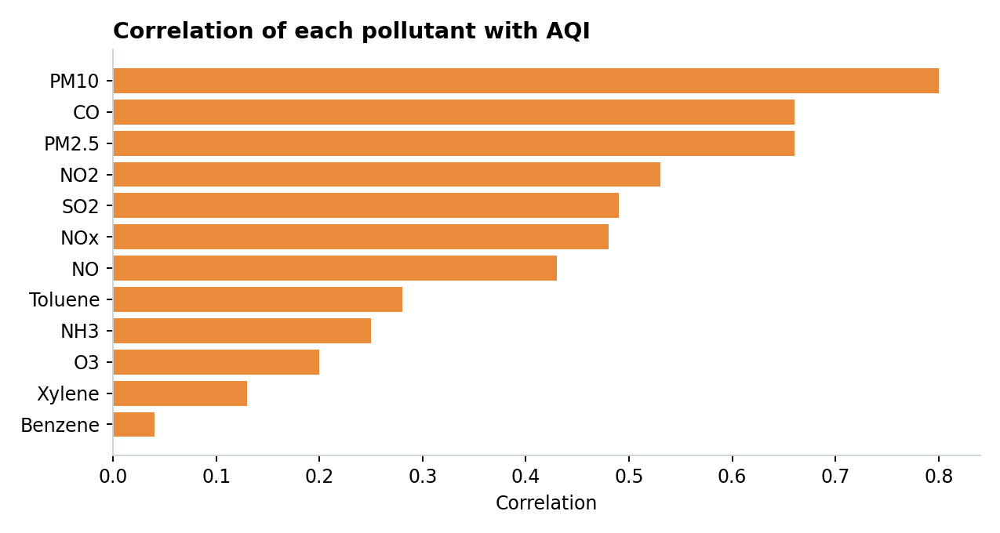 Correlation of each pollutant with AQI
PM10
CO
PM2.5
NO2
SO2
NOx
NO
Toluene
NH3
O3
Xylene
Benzene
0.0 0.1 0.2 0.3 0.4 0.5 0.6 0.7 0.8
Correlation